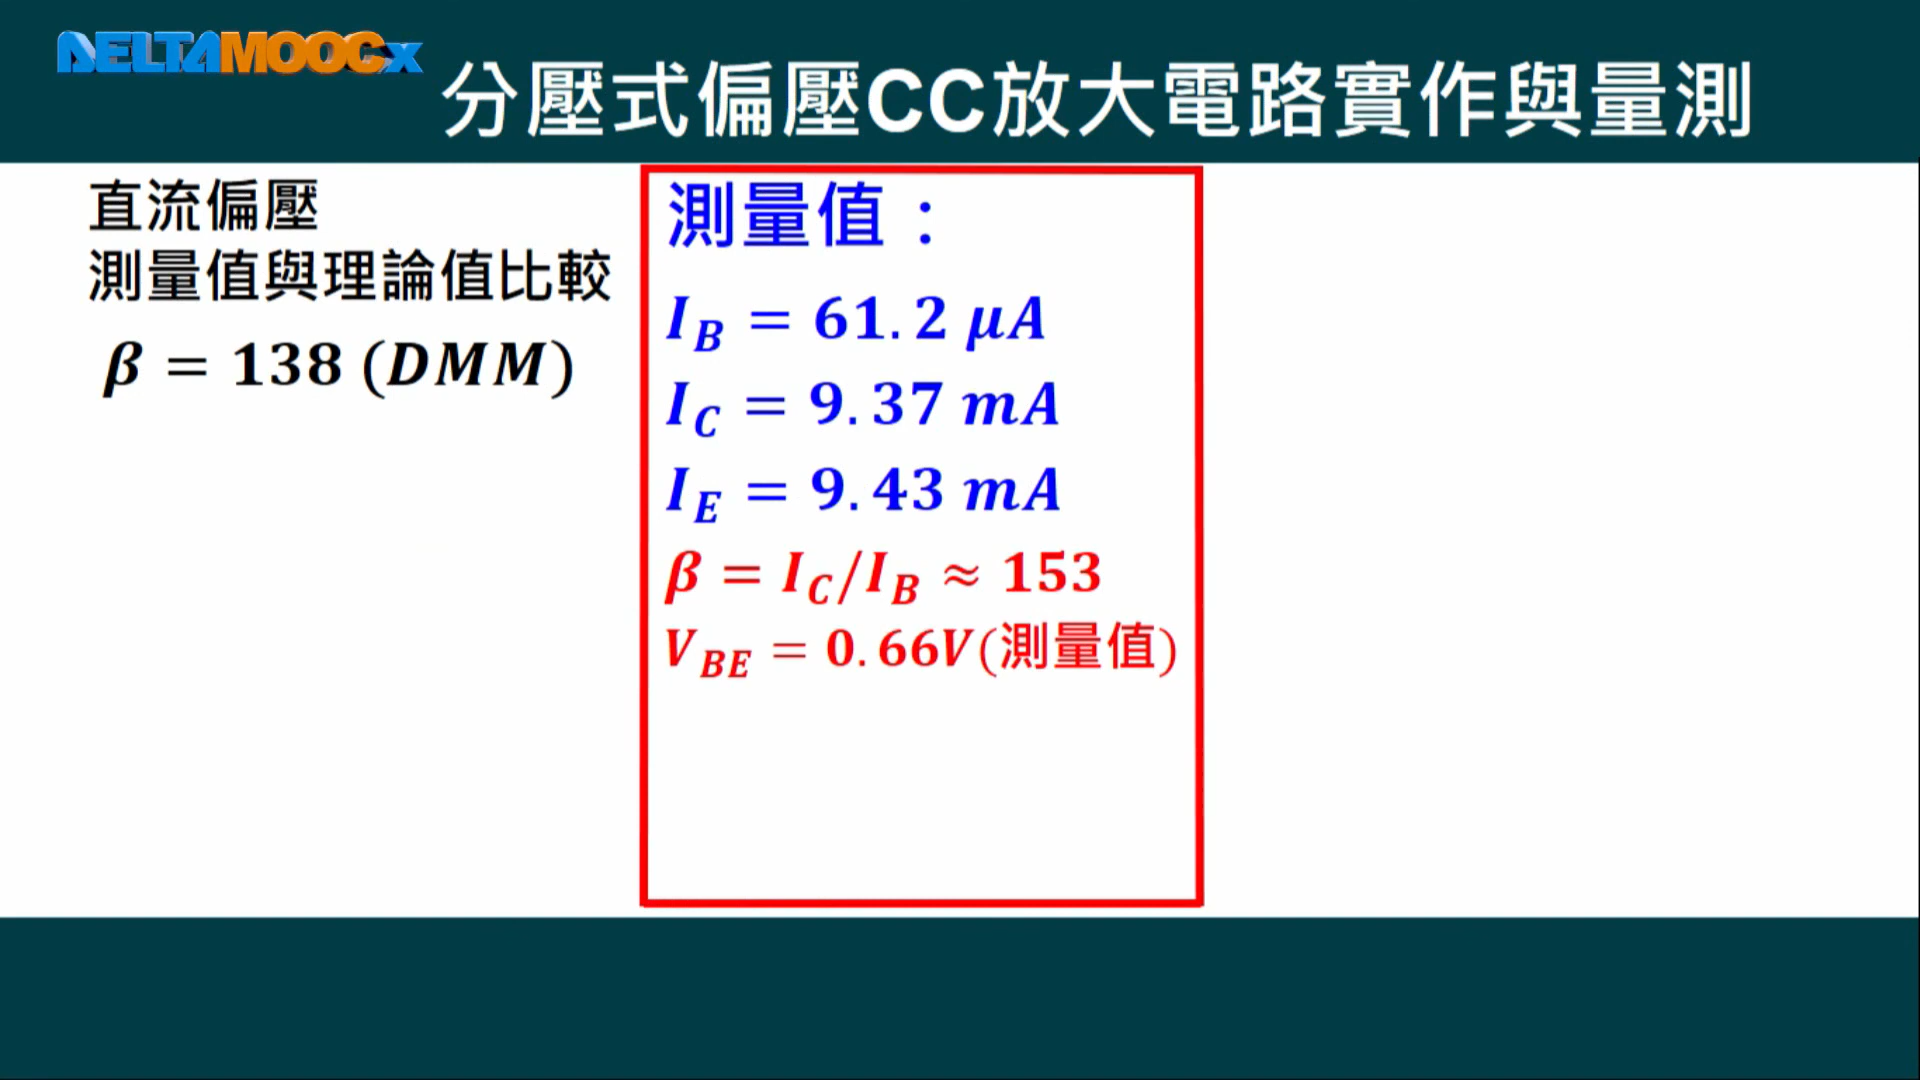 DELTAMOOCx
分壓式偏壓CC放大電路實作與量測
直流偏壓
測量值與理論值比較
β = 138 (DMM)
測量值：
I_B = 61.2 μA
I_C = 9.37 mA
I_E = 9.43 mA
β = I_C/I_B ≈ 153
V_BE = 0.66V(測量值)